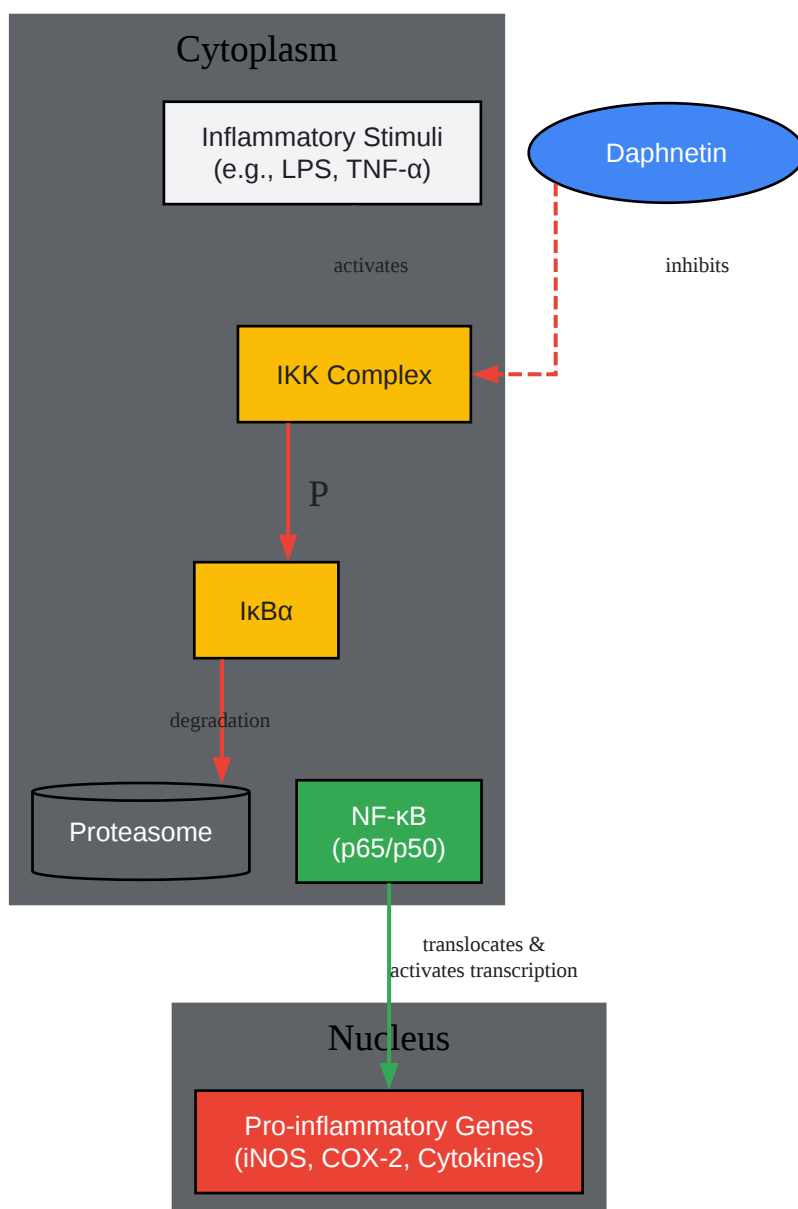 Cytoplasm
Inflammatory Stimuli
(e.g., LPS, TNF-α)
Daphnetin
activates
inhibits
IKK Complex
P
IκBα
degradation
Proteasome
NF-κB
(p65/p50)
translocates &
activates transcription
Nucleus
Pro-inflammatory Genes
(iNOS, COX-2, Cytokines)